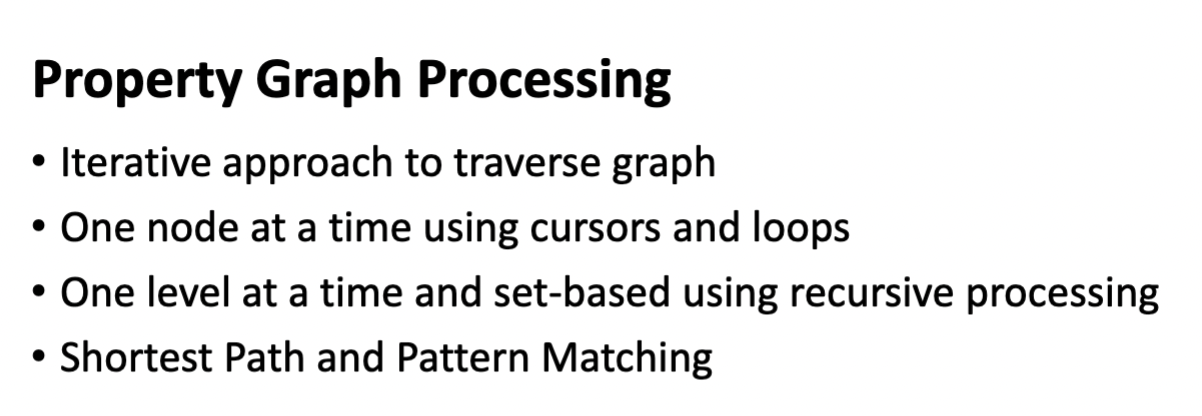 Property Graph Processing
• Iterative approach to traverse graph
• One node at a time using cursors and loops
• One level at a time and set-based using recursive processing
• Shortest Path and Pattern Matching